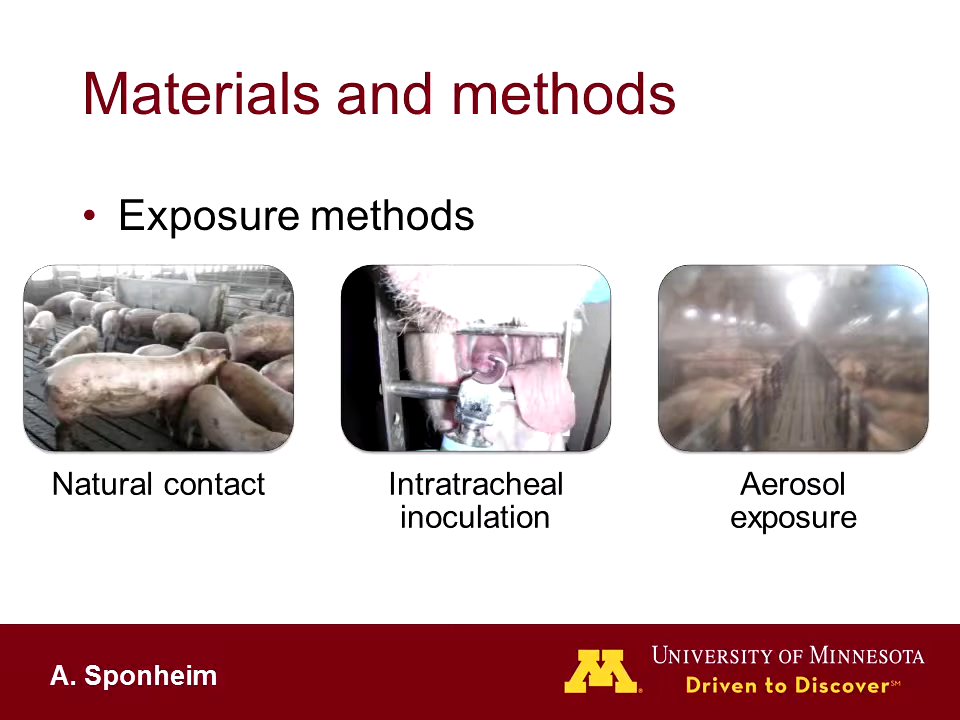 Materials and methods
• Exposure methods
Natural contact
Intratracheal
inoculation
Aerosol
exposure
A. Sponheim
M
UNIVERSITY OF MINNESOTA
Driven to Discover℠